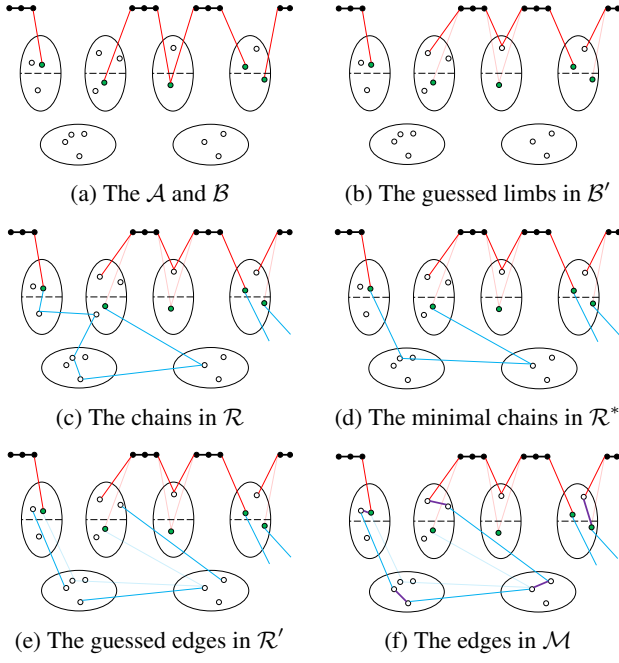 (a) The 𝒜 and ℬ
(b) The guessed limbs in ℬ′
(c) The chains in ℛ
(d) The minimal chains in ℛ*
(e) The guessed edges in ℛ′
(f) The edges in ℳ